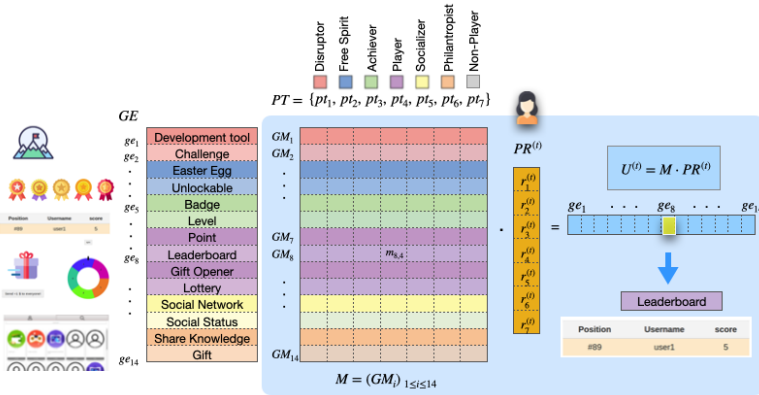 Disruptor
Free Spirit
Achiever
Player
Socializer
Philantropist
Non-Player
PT = {pt1, pt2, pt3, pt4, pt5, pt6, pt7}
GE
PR(t)
U(t) = M · PR(t)
ge1 Development tool GM1
ge2 Challenge GM2
Easter Egg
Unlockable
ge5 Badge
Level
Point GM7
ge8 Leaderboard GM8 m8,4
Gift Opener
Lottery
Social Network
Social Status
Share Knowledge
ge14 Gift GM14
M = (GMi) 1≤i≤14
r1(t)
r2(t)
r3(t)
r4(t)
r5(t)
r6(t)
r7(t)
·
=
ge1 · · · ge8 · · · ge14
Leaderboard
Position Username score
#89 user1 5
Position Username score
#89 user1 5